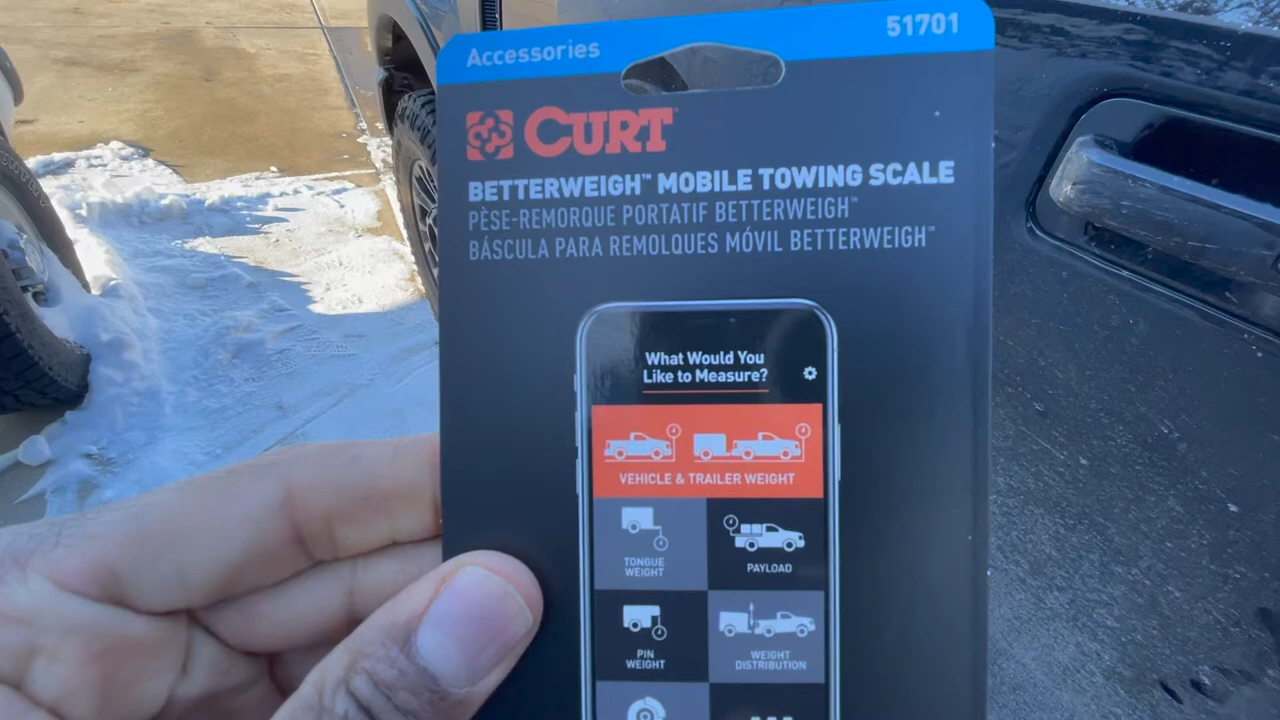 Accessories
51701
CURT
BETTERWEIGH™ MOBILE TOWING SCALE
PÈSE-REMORQUE PORTATIF BETTERWEIGH™
BÁSCULA PARA REMOLQUES MÓVIL BETTERWEIGH™
What Would You
Like to Measure?
VEHICLE & TRAILER WEIGHT
TONGUE
WEIGHT
PAYLOAD
PIN
WEIGHT
WEIGHT
DISTRIBUTION